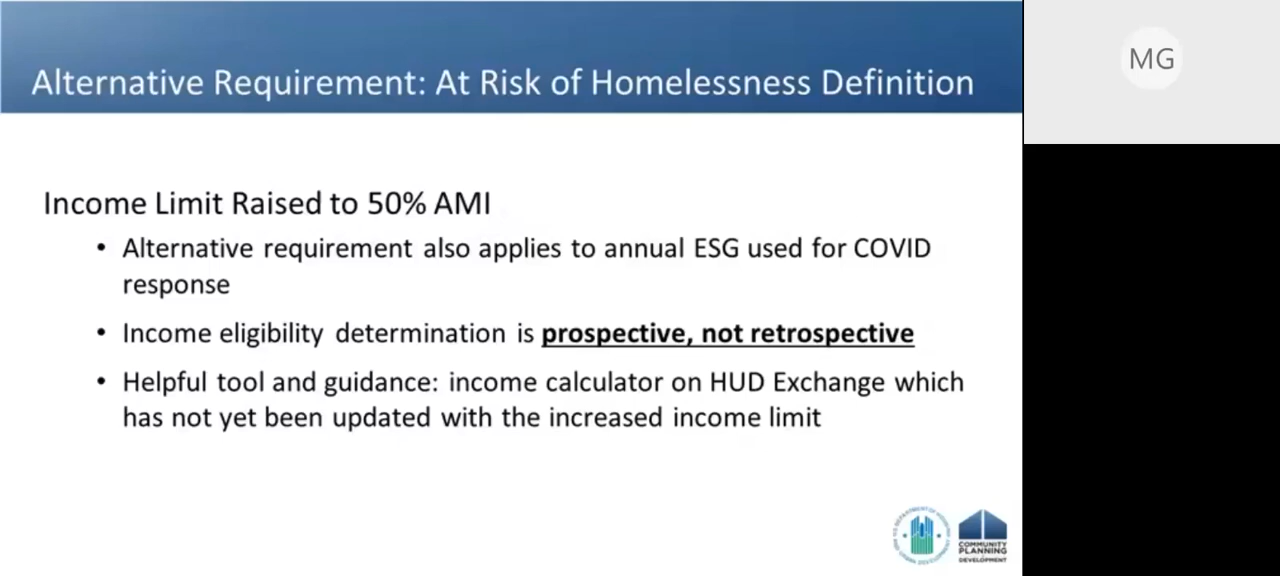 Alternative Requirement: At Risk of Homelessness Definition
MG
Income Limit Raised to 50% AMI
• Alternative requirement also applies to annual ESG used for COVID
response
• Income eligibility determination is prospective, not retrospective
• Helpful tool and guidance: income calculator on HUD Exchange which
has not yet been updated with the increased income limit
COMMUNITY
PLANNING
DEVELOPMENT